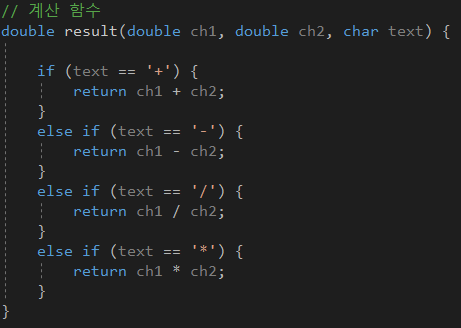 // 계산 함수
double result(double ch1, double ch2, char text) {
if (text == '+') {
return ch1 + ch2;
}
else if (text == '-') {
return ch1 - ch2;
}
else if (text == '/') {
return ch1 / ch2;
}
else if (text == '*') {
return ch1 * ch2;
}
}